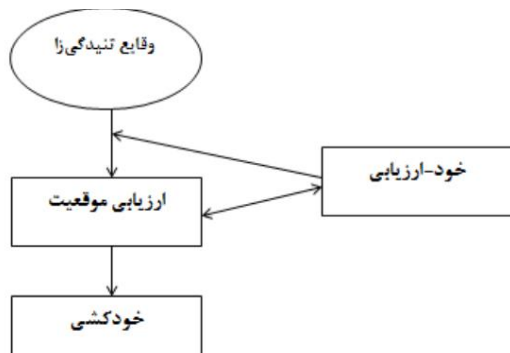 وقایع تنیدگی‌زا
خود-ارزیابی
ارزیابی موقعیت
خودکشی